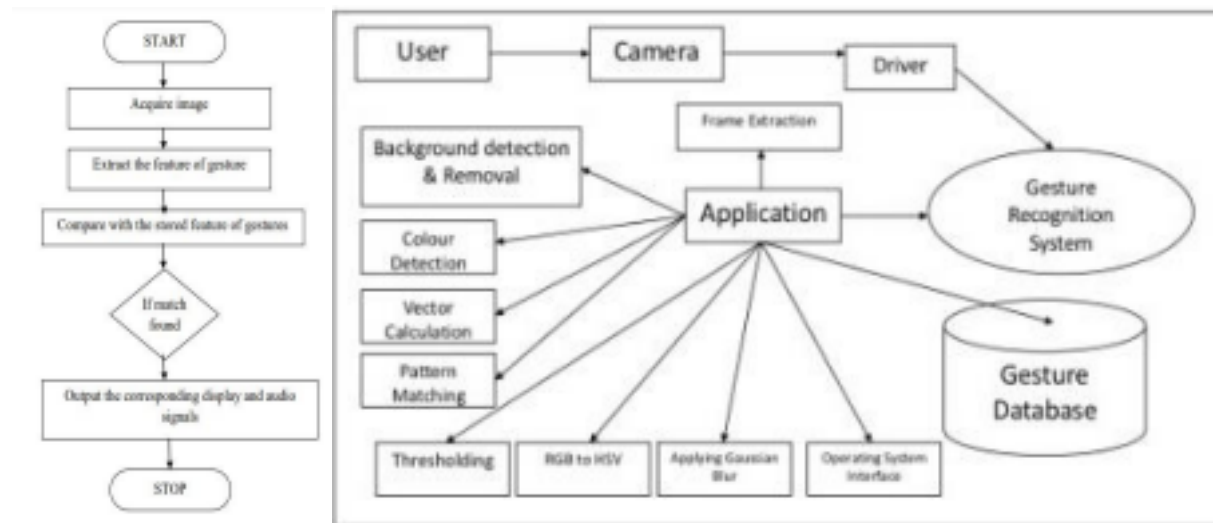 START
Acquire image
Extract the feature of gesture
Compare with the stored feature of gestures
If match
found
Output the corresponding display and audio
signals
STOP
User
Camera
Driver
Frame Extraction
Background detection
& Removal
Application
Gesture
Recognition
System
Colour
Detection
Vector
Calculation
Pattern
Matching
Gesture
Database
Thresholding
RGB to HSV
Applying Gaussian
Blur
Operating System
Interface